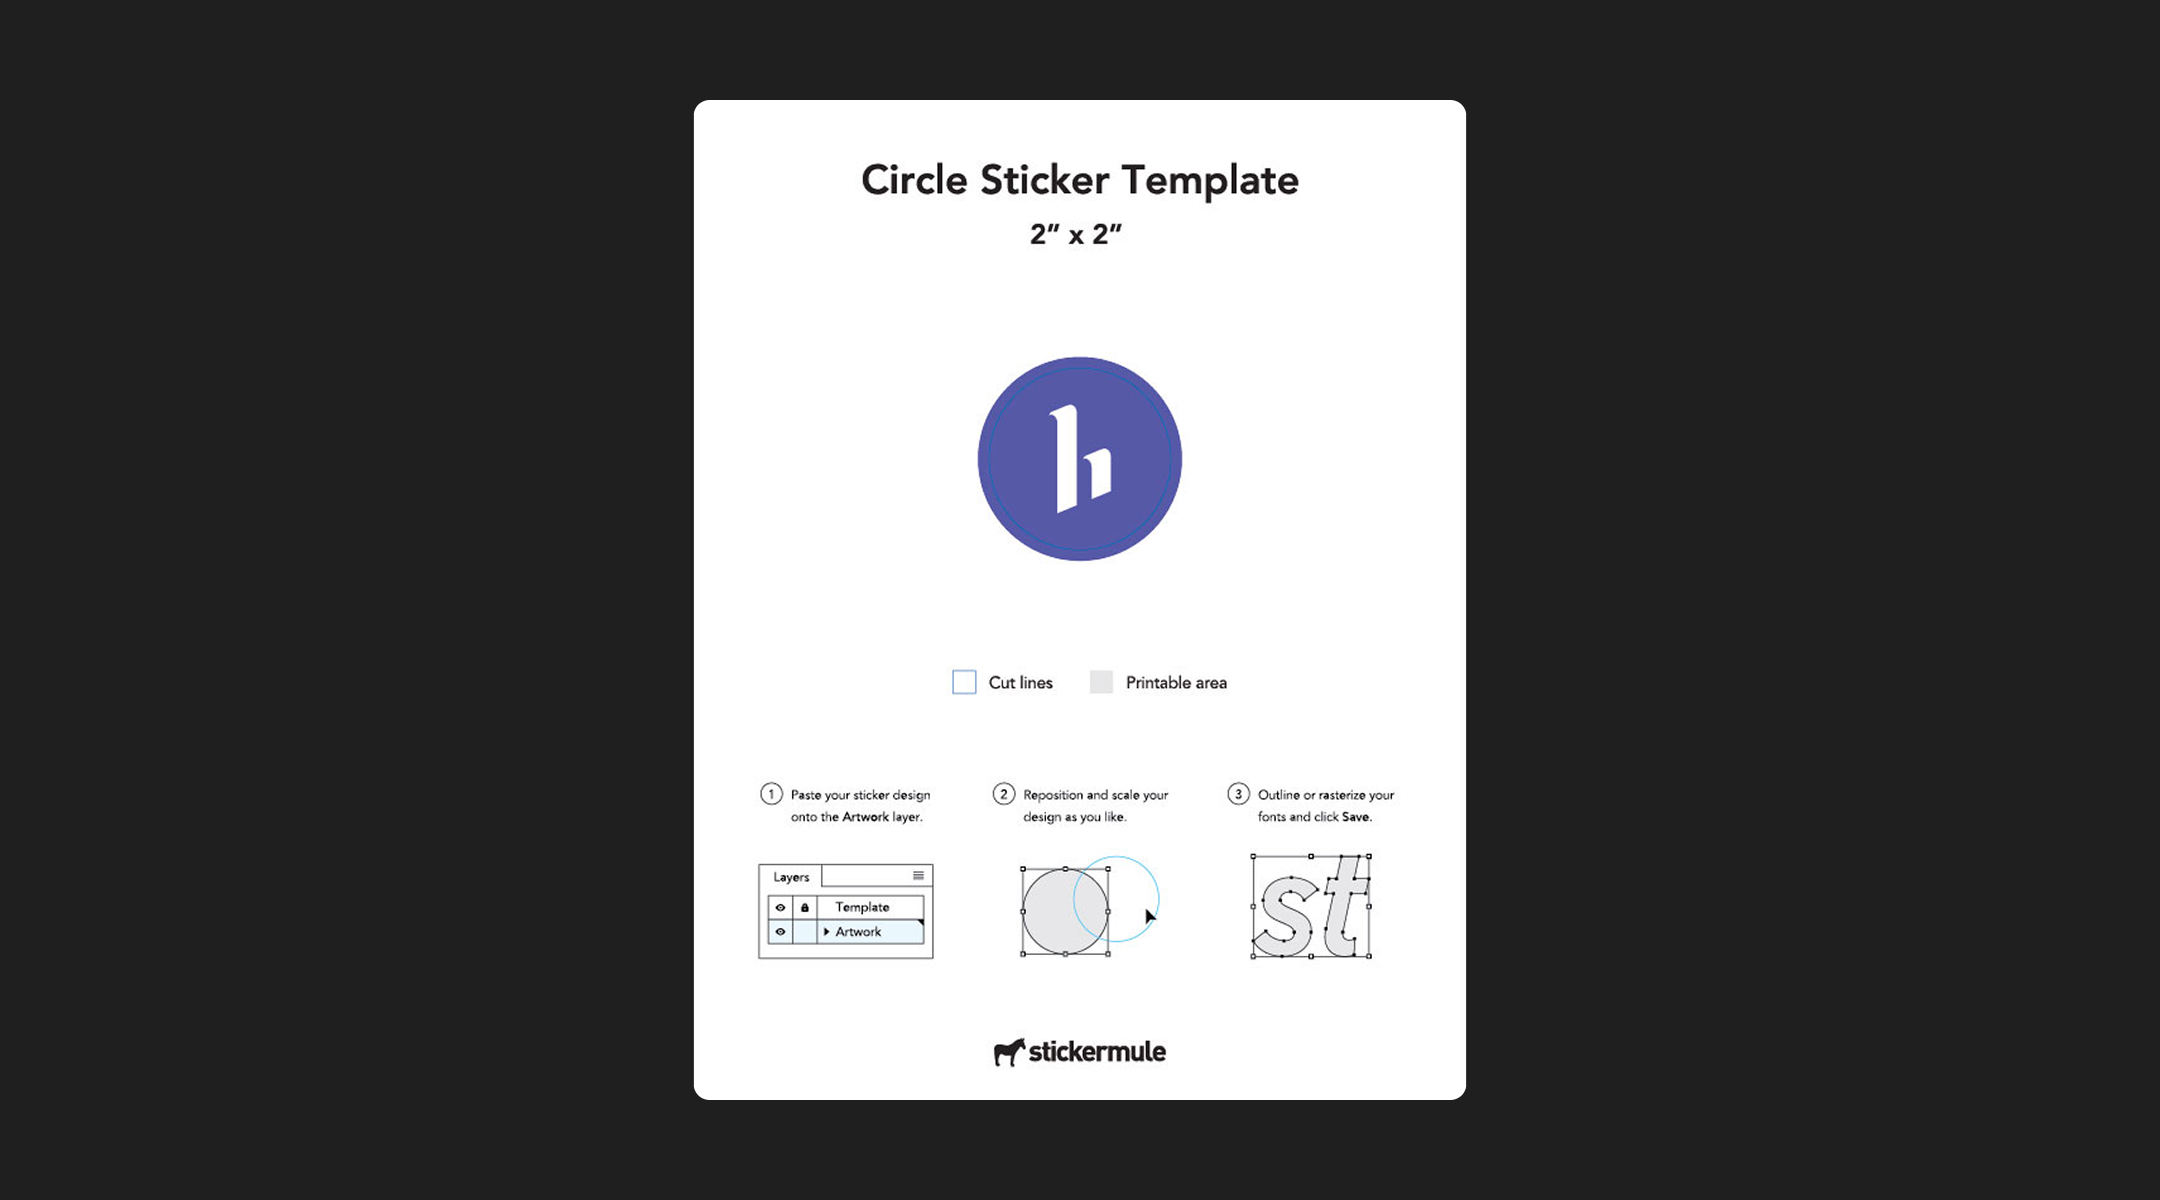 Circle Sticker Template
2” x 2”
h
Cut lines
Printable area
1 Paste your sticker design
onto the Artwork layer.
2 Reposition and scale your
design as you like.
3 Outline or rasterize your
fonts and click Save.
Layers
Template
Artwork
st
stickermule